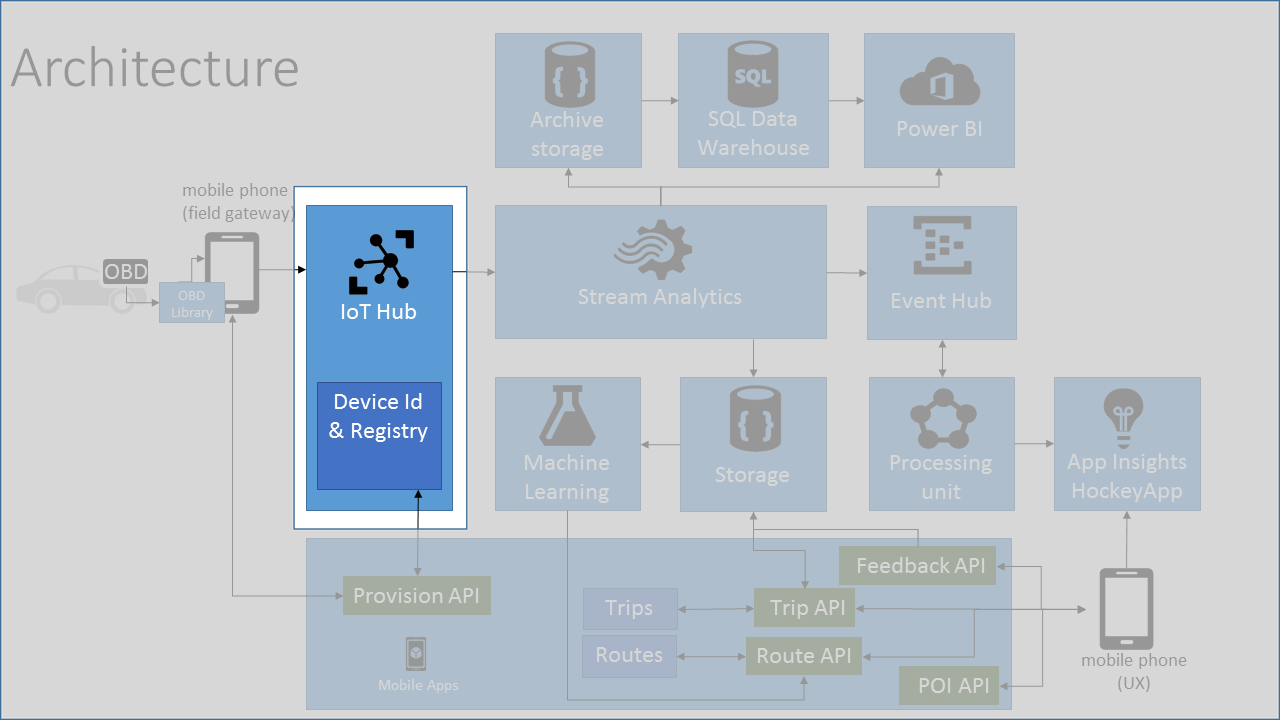 Architecture
Archive
storage
SQL
SQL Data
Warehouse
Power BI
mobile phone
(field gateway)
OBD
OBD
Library
IoT Hub
Device Id
& Registry
Stream Analytics
Event Hub
Machine
Learning
Storage
Processing
unit
App Insights
HockeyApp
Provision API
Mobile Apps
Feedback API
Trips
Trip API
Routes
Route API
POI API
mobile phone
(UX)